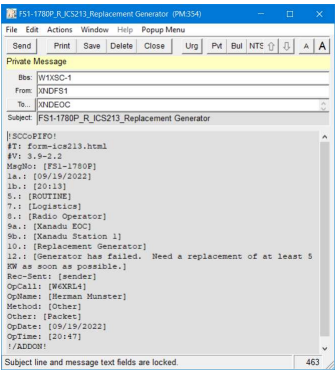 FS1-1780P_R_ICS213_Replacement Generator (PM:354)
File Edit Actions Window Help Popup Menu
Send Print Save Delete Close Urg Pvt Bul NTS A A
Private Message
Bbs: W1XSC-1
From: XNDFS1
To... XNDEOC
Subject: FS1-1780P_R_ICS213_Replacement Generator
!SCCoPIFO!
#T: form-ics213.html
#V: 3.9-2.2
MsgNo: [FS1-1780P]
1a.: [09/19/2022]
1b.: [20:13]
5.: [ROUTINE]
7.: [Logistics]
8.: [Radio Operator]
9a.: [Xanadu EOC]
9b.: [Xanadu Station 1]
10.: [Replacement Generator]
12.: [Generator has failed. Need a replacement of at least 5
KW as soon as possible.]
Rec-Sent: [sender]
OpCall: [W6XRL4]
OpName: [Herman Munster]
Method: [Other]
Other: [Packet]
OpDate: [09/19/2022]
OpTime: [20:47]
!/ADDON!
Subject line and message text fields are locked. 463